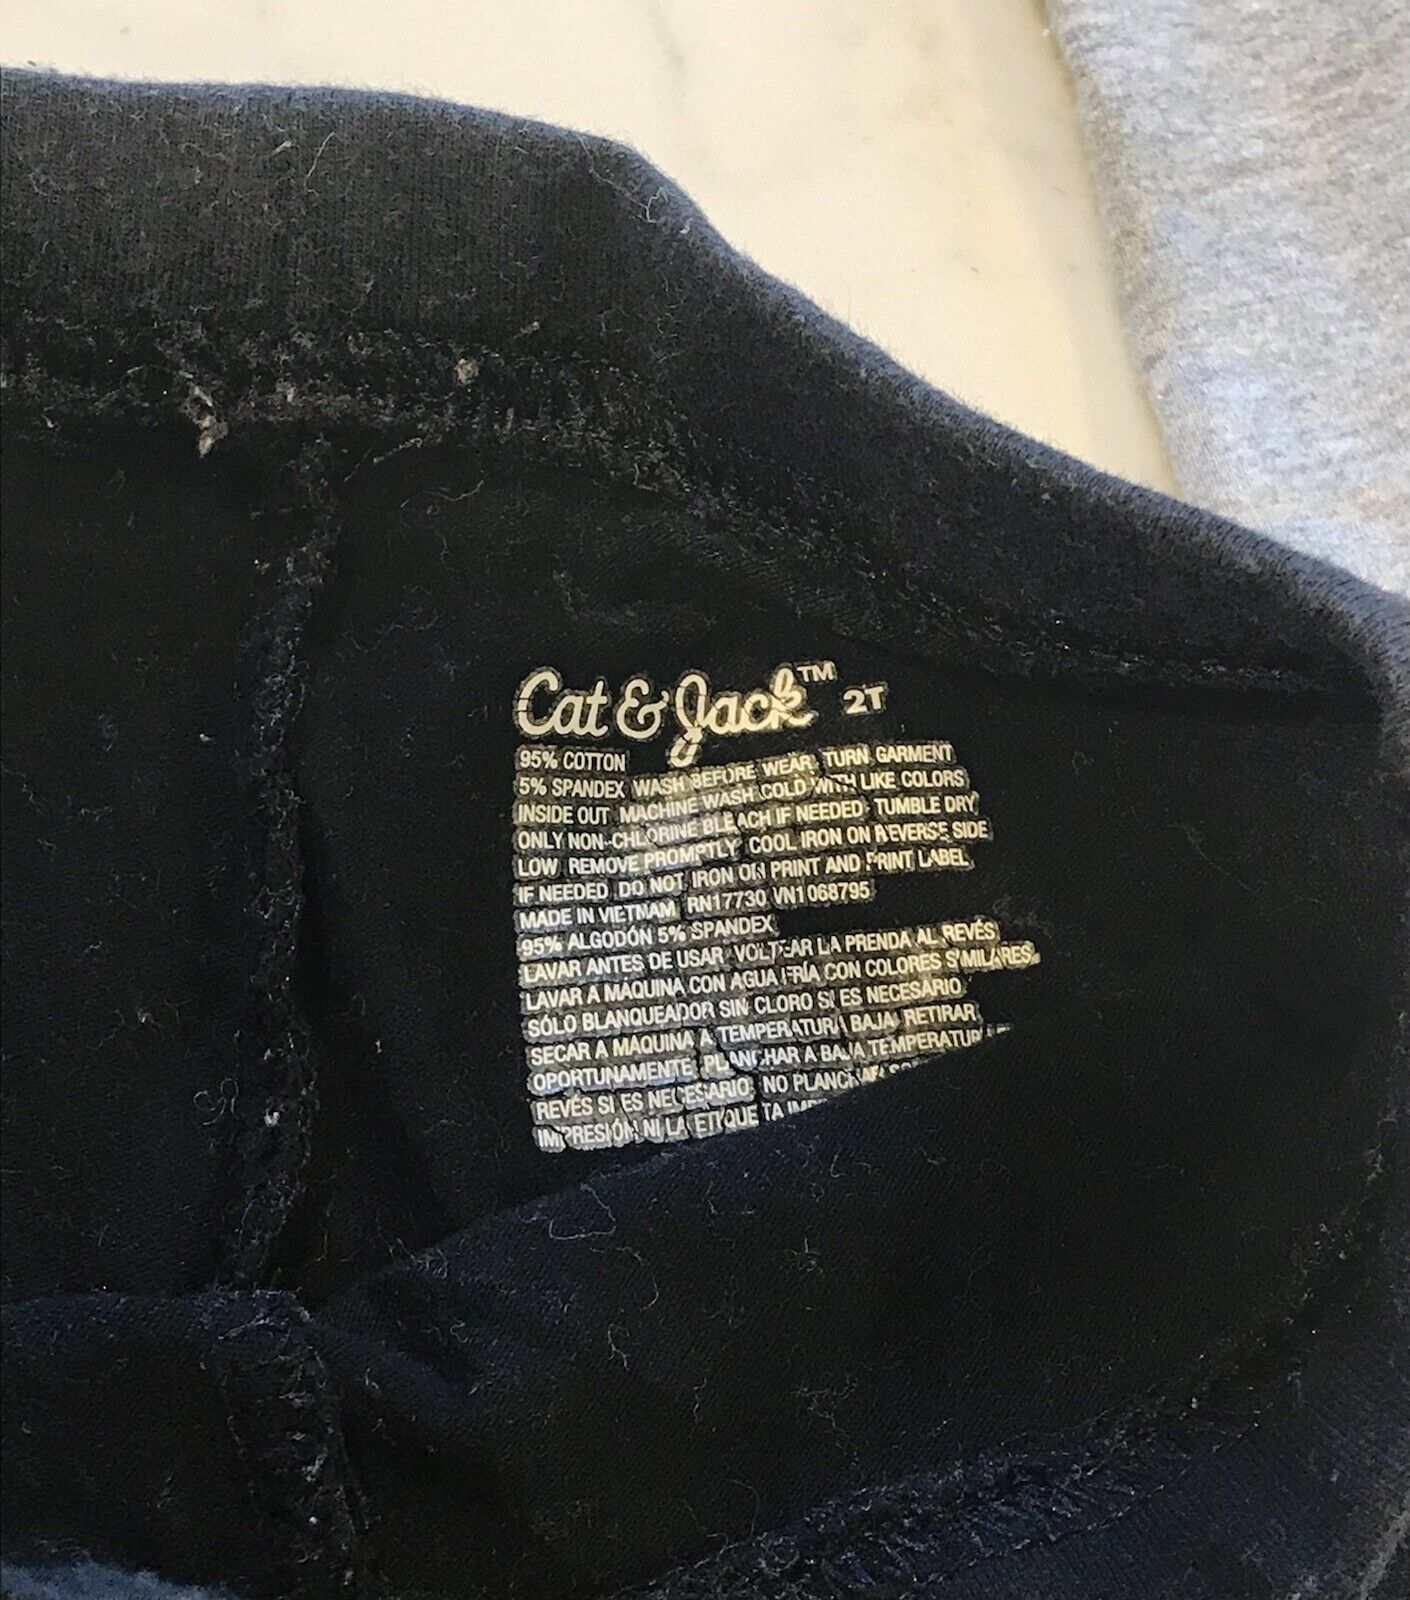 Cat & Jack™ 2T
95% COTTON
5% SPANDEX WASH BEFORE WEAR TURN GARMENT
INSIDE OUT MACHINE WASH COLD WITH LIKE COLORS
ONLY NON-CHLORINE BLEACH IF NEEDED TUMBLE DRY
LOW REMOVE PROMPTLY COOL IRON ON REVERSE SIDE
IF NEEDED DO NOT IRON ON PRINT AND PRINT LABEL
MADE IN VIETNAM RN17730 VN1068795
95% ALGODÓN 5% SPANDEX
LAVAR ANTES DE USAR VOLTEAR LA PRENDA AL REVÉS
LAVAR A MAQUINA CON AGUA FRÍA CON COLORES SIMILARES
SÓLO BLANQUEADOR SIN CLORO SI ES NECESARIO
SECAR A MAQUINA A TEMPERATURA BAJA RETIRAR
OPORTUNAMENTE PLANCHAR A BAJA TEMPERATUR
REVÉS SI ES NECESARIO NO PLANCHAR
IMPRESIÓN NI LA ETIQUETA